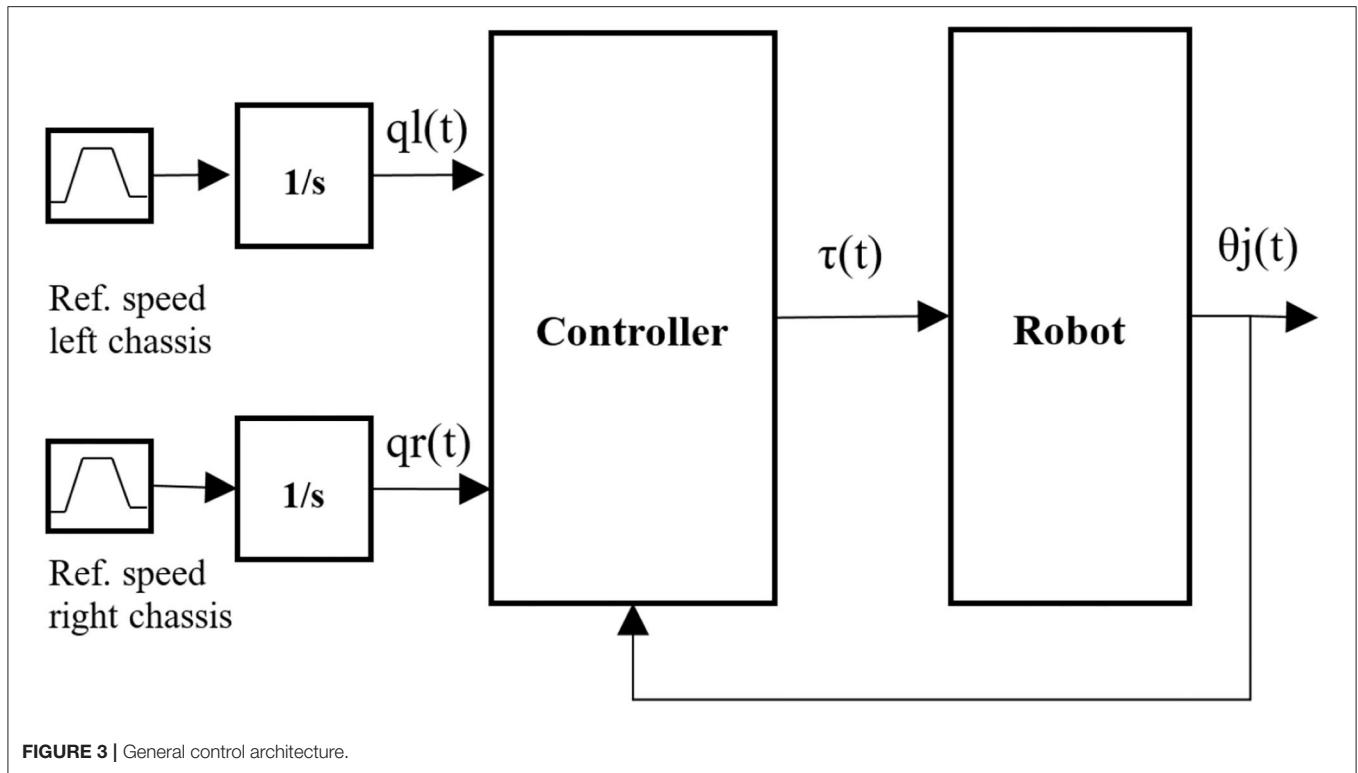 ql(t)
1/s
Ref. speed
left chassis
qr(t)
1/s
Ref. speed
right chassis
Controller
τ(t)
Robot
θj(t)
FIGURE 3 | General control architecture.